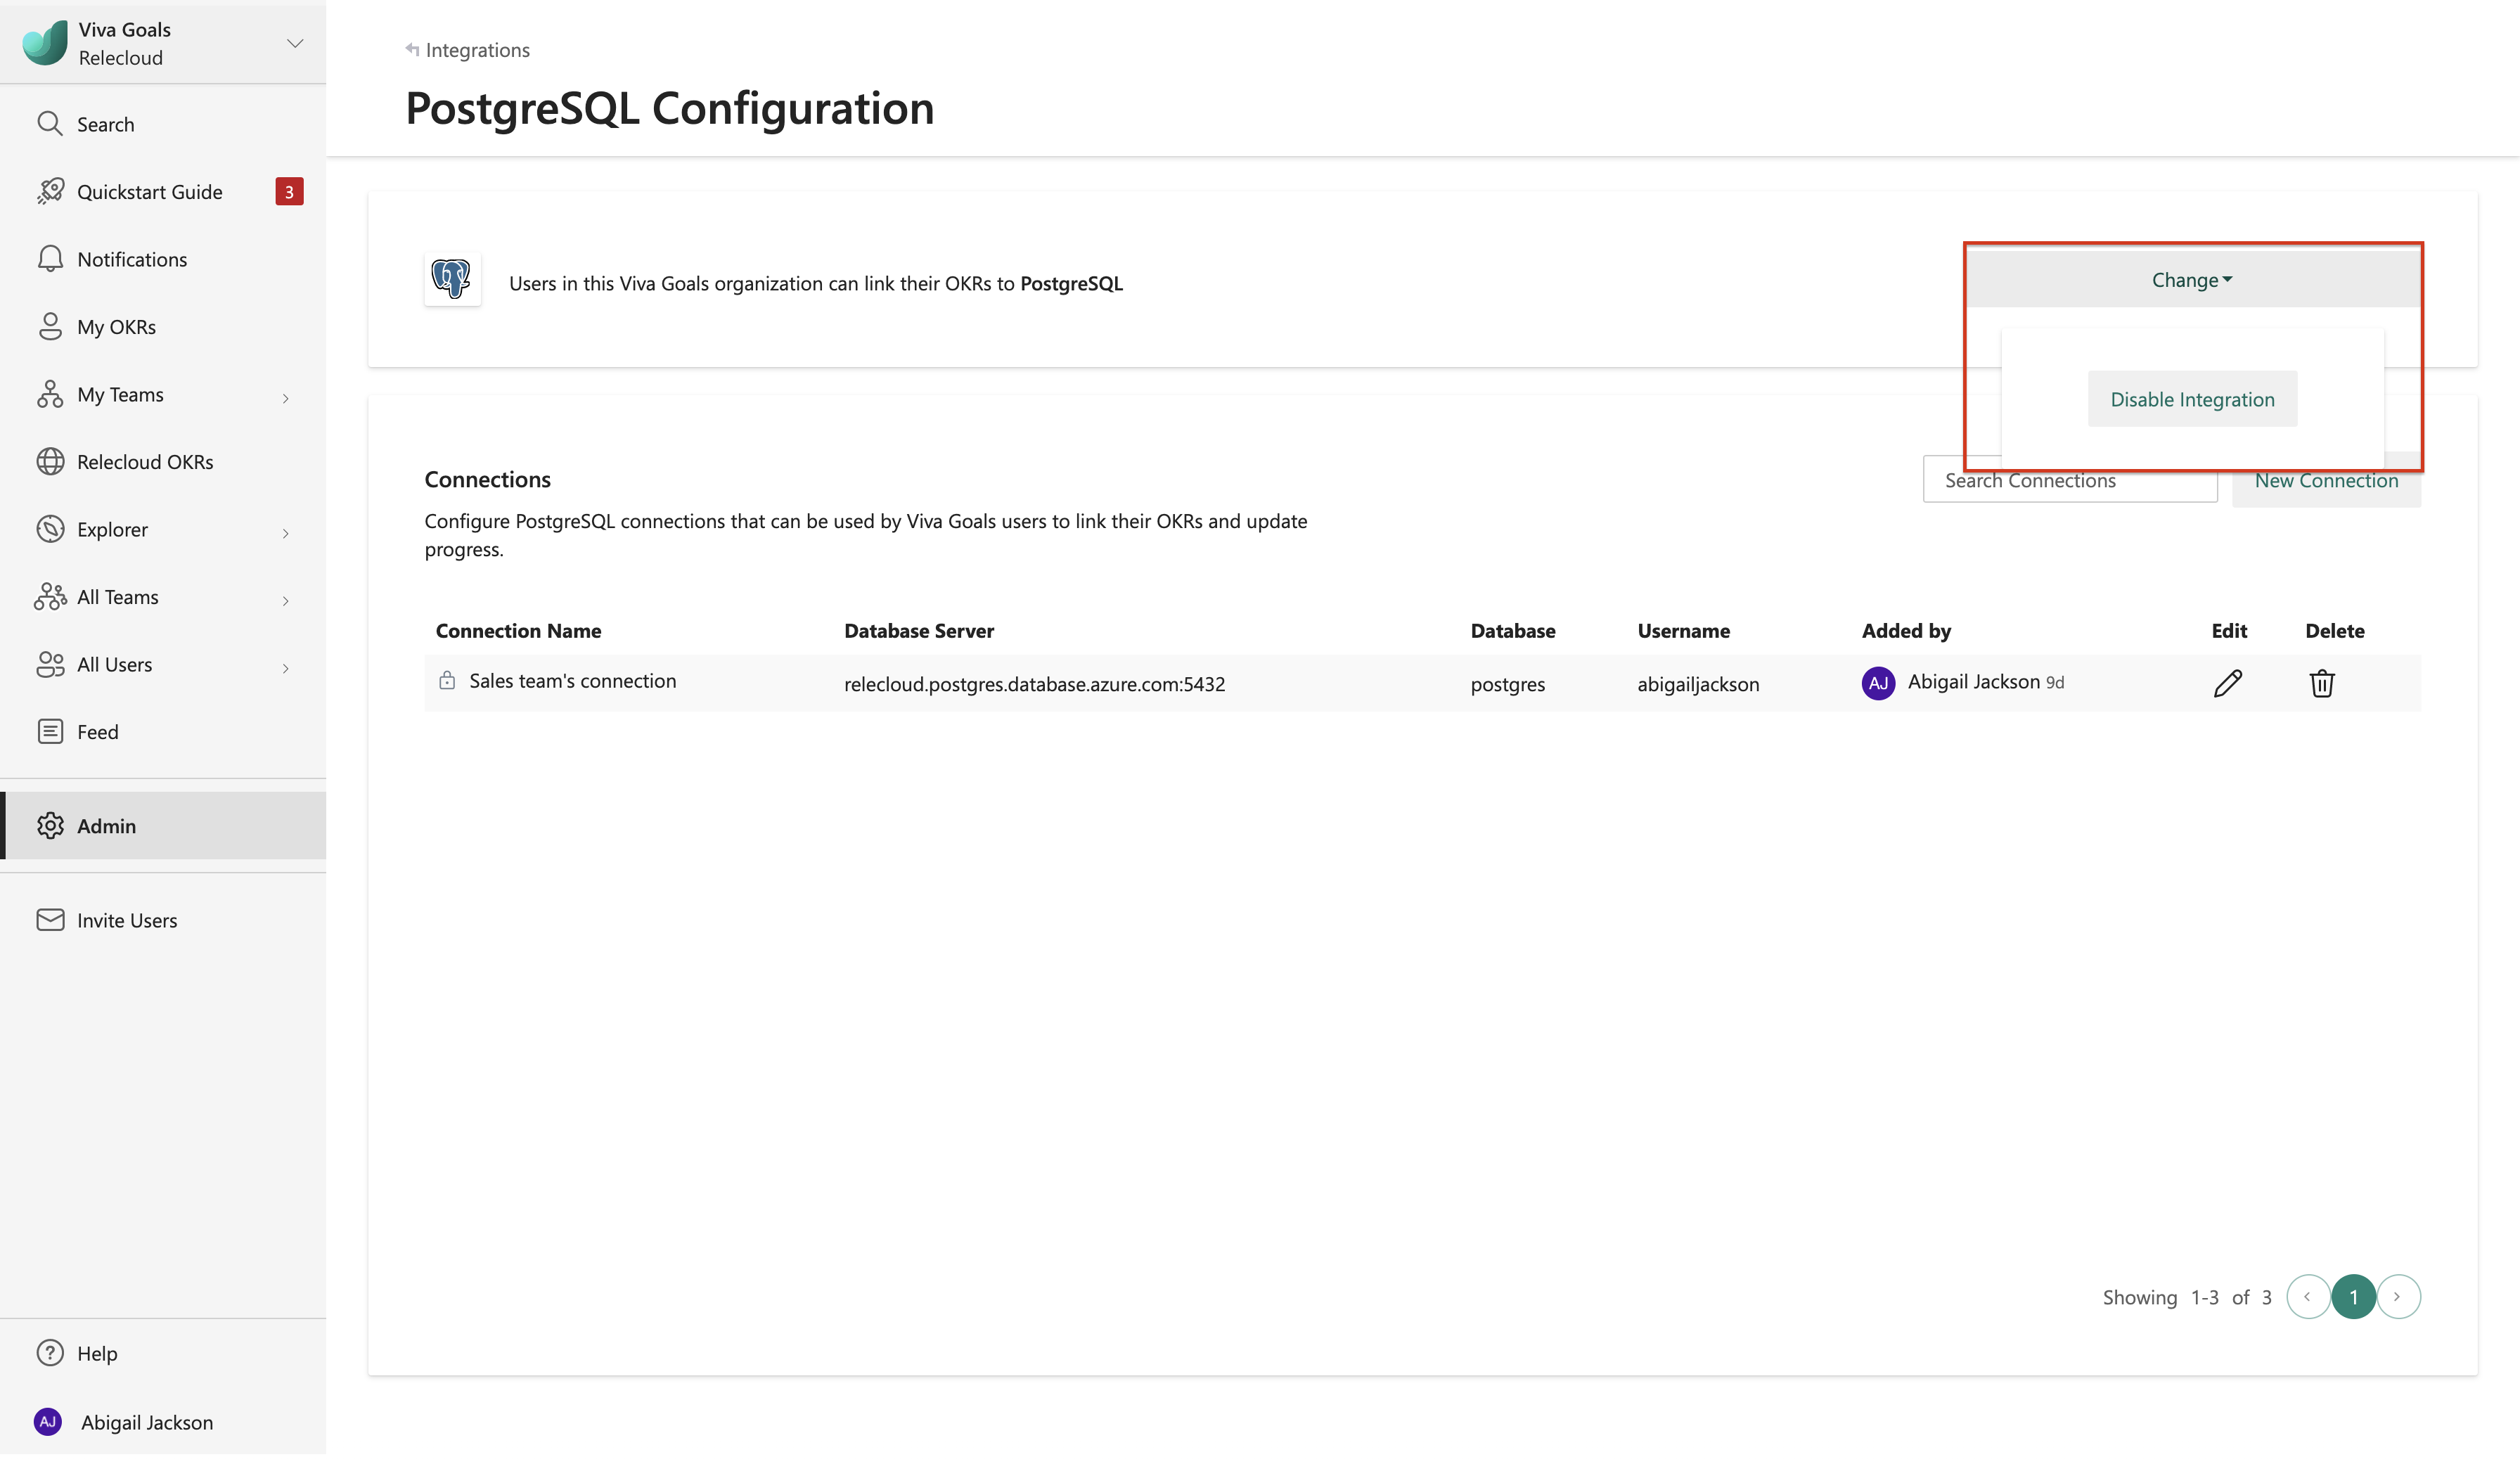 Viva Goals
Relecloud
Search
Quickstart Guide 3
Notifications
My OKRs
My Teams
Relecloud OKRs
Explorer
All Teams
All Users
Feed
Admin
Invite Users
Help
AJ Abigail Jackson
Integrations
PostgreSQL Configuration
Users in this Viva Goals organization can link their OKRs to PostgreSQL
Change
Disable Integration
Connections
Search Connections New Connection
Configure PostgreSQL connections that can be used by Viva Goals users to link their OKRs and update
progress.
Connection Name Database Server Database Username Added by Edit Delete
Sales team's connection relecloud.postgres.database.azure.com:5432 postgres abigailjackson AJ Abigail Jackson 9d
Showing 1-3 of 3 1